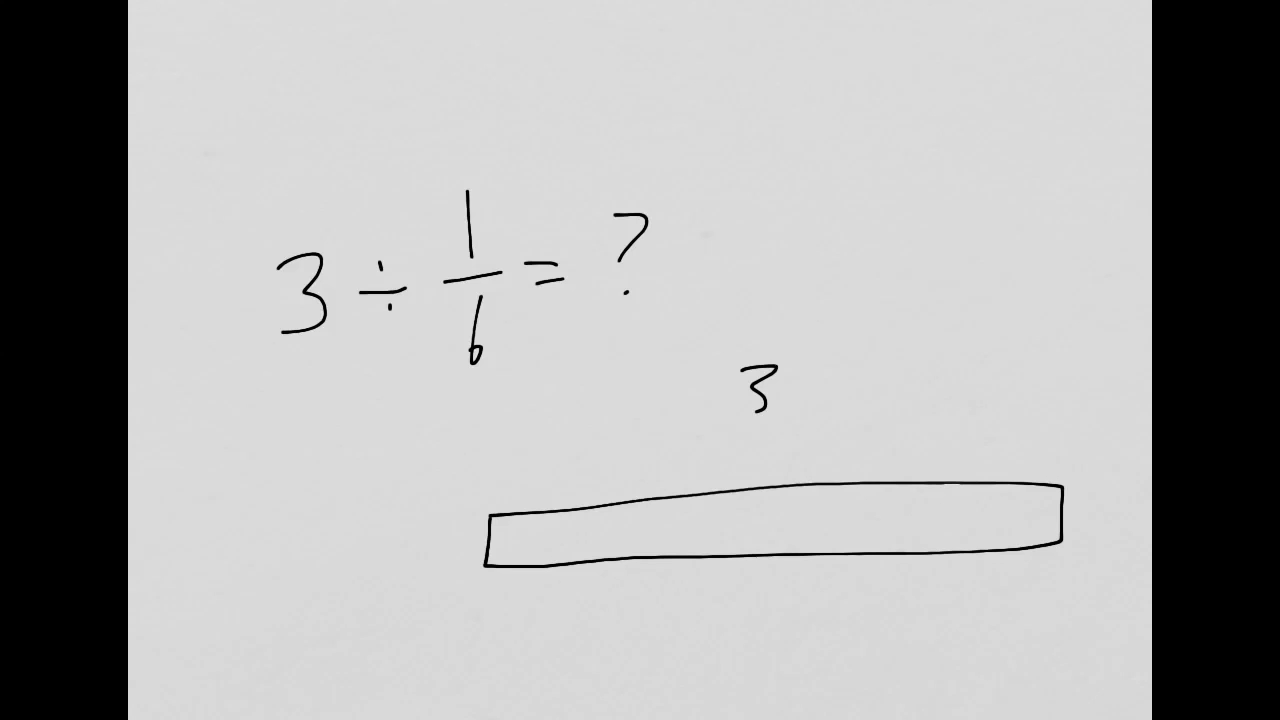 3 ÷ 1/6 = ?
3